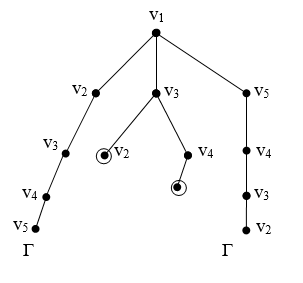 v1
v2 v3 v5
v3 v2 v4 v4
v4 v3
v5 v2
Γ Γ